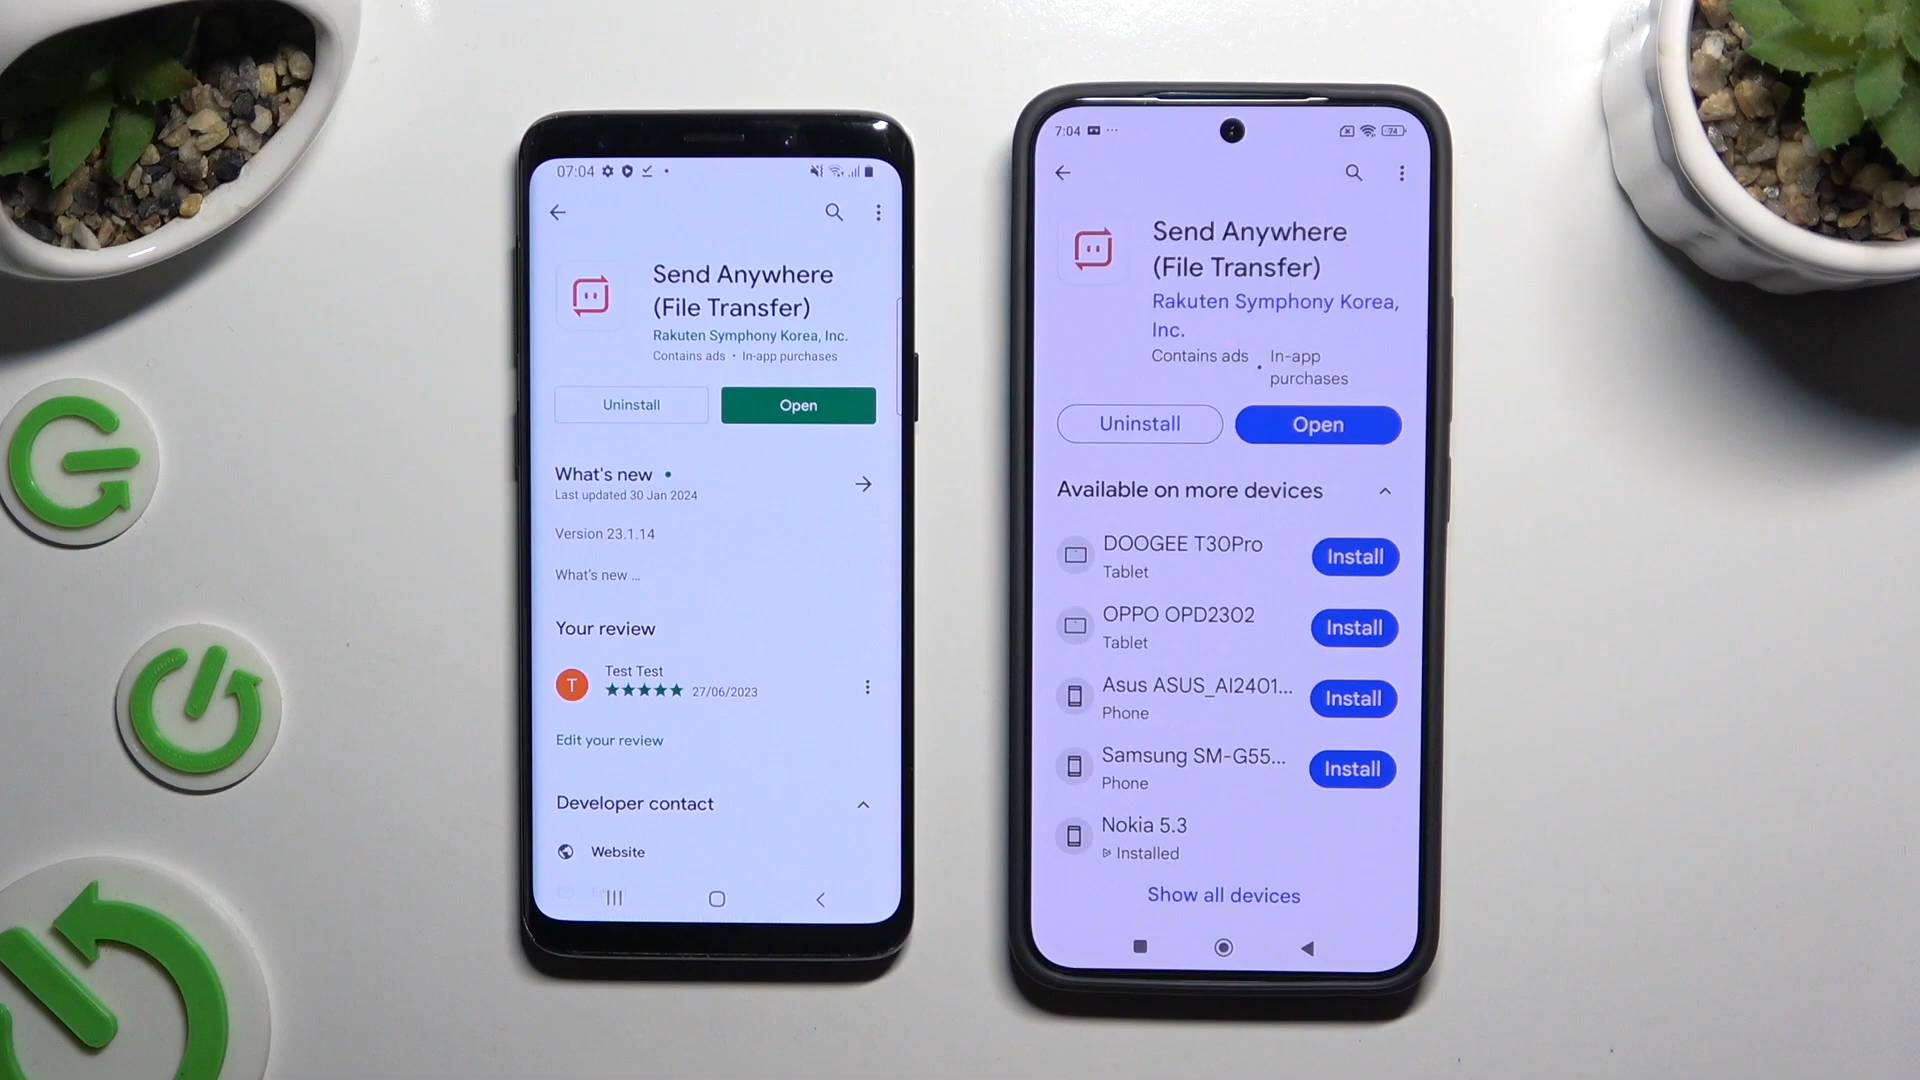 07:04
Send Anywhere
(File Transfer)
Rakuten Symphony Korea, Inc.
Contains ads • In-app purchases
Uninstall
Open
What's new •
Last updated 30 Jan 2024
Version 23.1.14
What's new ...
Your review
T
Test Test
★★★★★ 27/06/2023
Edit your review
Developer contact
Website
7:04
74
Send Anywhere
(File Transfer)
Rakuten Symphony Korea,
Inc.
Contains ads • In-app
purchases
Uninstall
Open
Available on more devices
DOOGEE T30Pro
Tablet
Install
OPPO OPD2302
Tablet
Install
Asus ASUS_AI2401...
Phone
Install
Samsung SM-G55...
Phone
Install
Nokia 5.3
Installed
Show all devices